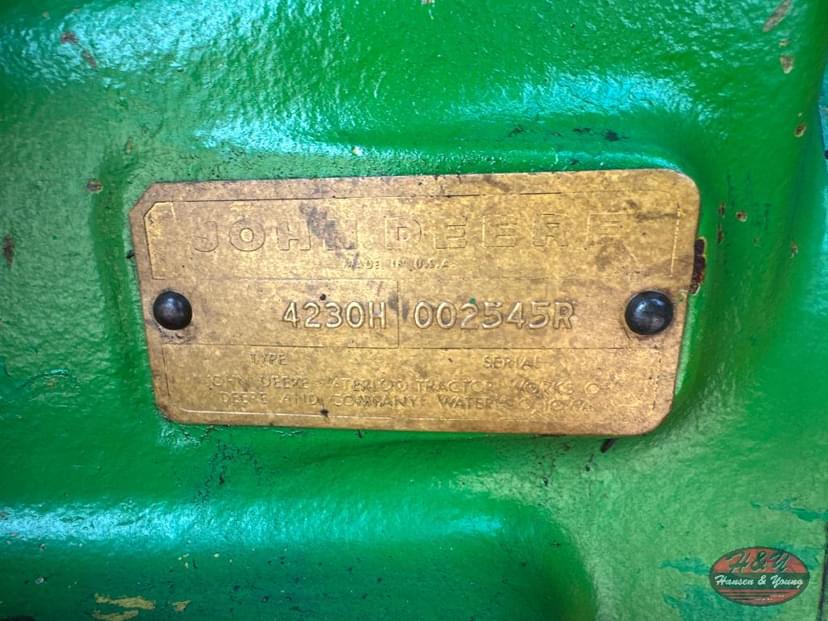 JOHN DEERE
MADE IN U.S.A.
4230H 002545R
TYPE SERIAL
JOHN DEERE WATERLOO TRACTOR WORKS OF
DEERE AND COMPANY WATERLOO IOWA
H&Y
Hansen & Young